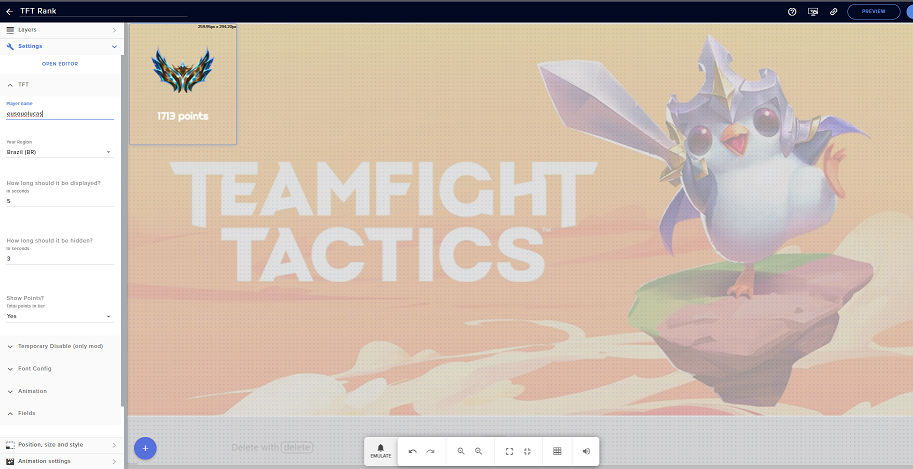 TFT Rank
PREVIEW
Layers
Settings
OPEN EDITOR
TFT
Player name
ousoualucas
Your Region
Brazil (BR)
How long should it be displayed?
in seconds
5
How long should it be hidden?
in seconds
3
Show Points?
Total points in tier
Yes
Temporary Disable (only mod)
Font Config
Animation
Fields
Position, size and style
Animation settings
1713 points
TEAMFIGHT
TACTICS
Delete with delete
EMULATE